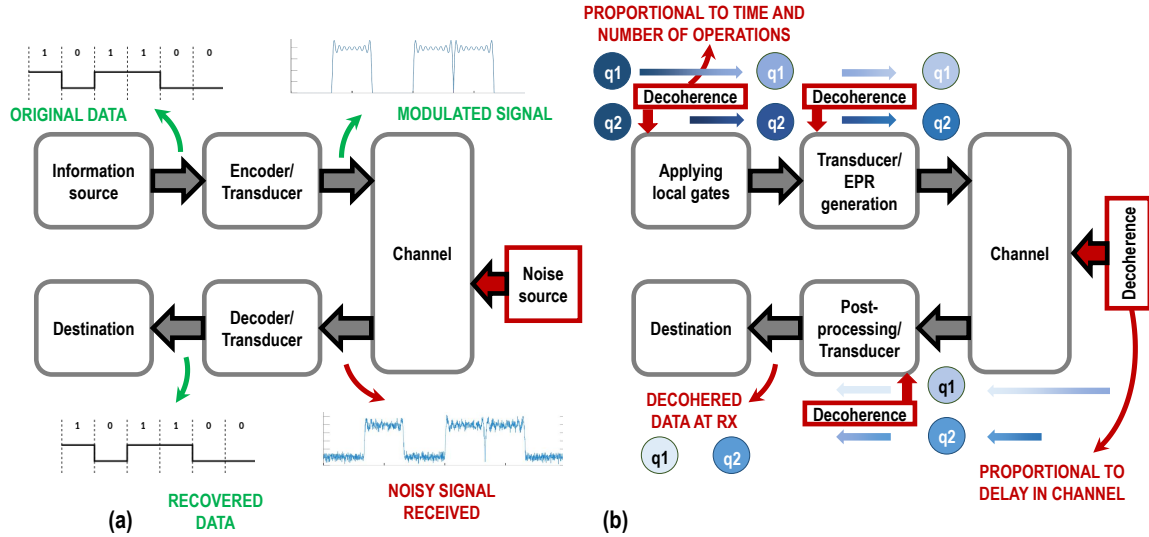 1 0 1 1 0 0
ORIGINAL DATA
MODULATED SIGNAL
Information
source
Encoder/
Transducer
Channel
Noise
source
Destination
Decoder/
Transducer
1 0 1 1 0 0
RECOVERED
DATA
NOISY SIGNAL
RECEIVED
(a)
PROPORTIONAL TO TIME AND
NUMBER OF OPERATIONS
q1
q1
q1
Decoherence
Decoherence
q2
q2
q2
Applying
local gates
Transducer/
EPR
generation
Channel
Decoherence
Destination
Post-
processing/
Transducer
DECOHERED
DATA AT RX
q1
q2
Decoherence
q1
q2
PROPORTIONAL TO
DELAY IN CHANNEL
(b)